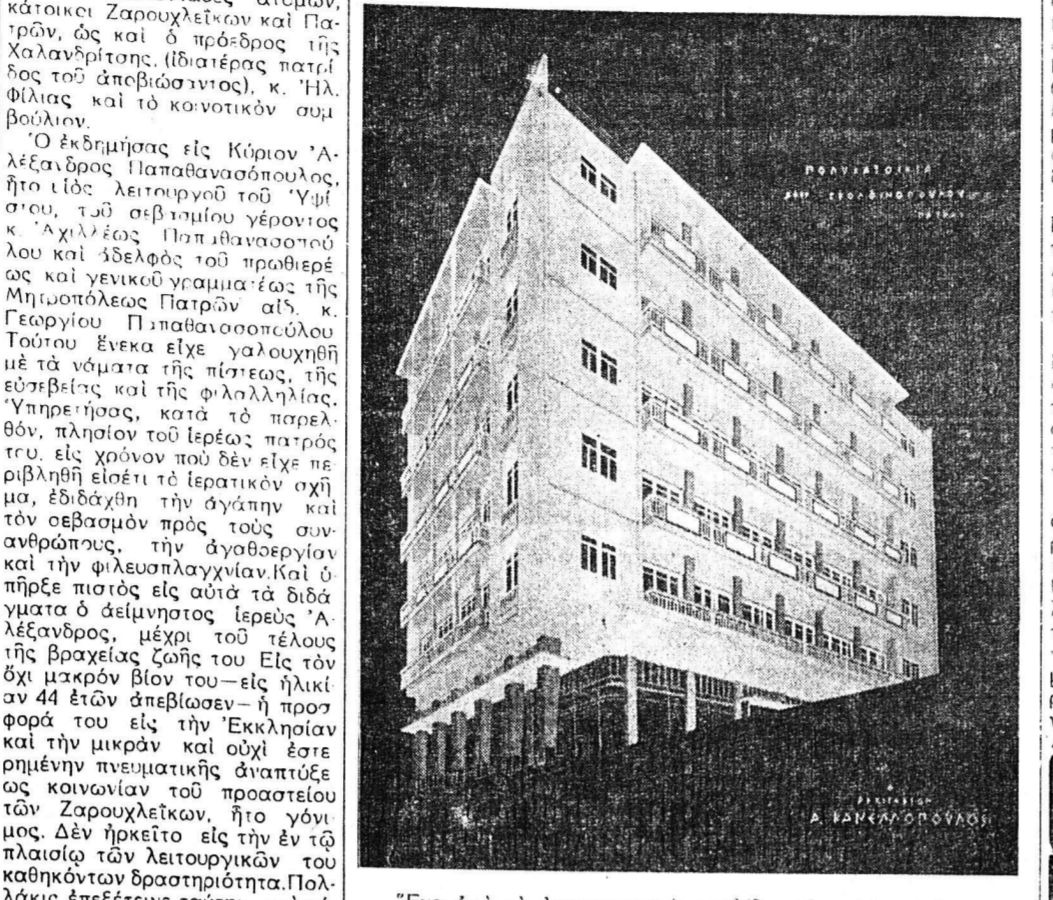 κάτοικοι Ζαρουχλεΐκων καὶ Πα-
τρῶν, ὡς καὶ ὁ πρόεδρος τῆς
Χαλανδρίτσης, (ἰδιατέρας πατρί
δος τοῦ ἀποβιώσαντος), κ. Ἠλ.
Φίλιας καὶ τὸ κοινοτικὸν συμ
βούλιον.
Ὁ ἐκδημήσας εἰς Κύριον Ἀ-
λέξανδρος Παπαθανασόπουλος,
ἦτο υἱὸς λειτουργοῦ τοῦ Ὑψί
στου, τοῦ σεβασμίου γέροντος
κ. Ἀχιλλέως Παπαθανασοπού
λου καὶ ἀδελφὸς τοῦ πρωθιερέ
ως καὶ γενικοῦ γραμματέως τῆς
Μητροπόλεως Πατρῶν αἰδ. κ.
Γεωργίου Παπαθανασοπούλου
Τούτου ἕνεκα εἶχε γαλουχηθῆ
μὲ τὰ νάματα τῆς πίστεως, τῆς
εὐσεβείας καὶ τῆς φιλαλληλίας.
Ὑπηρετήσας, κατὰ τὸ παρελ-
θόν, πλησίον τοῦ ἱερέως πατρός
του, εἰς χρόνον ποὺ δὲν εἶχε πε
ριβληθῆ εἰσέτι τὸ ἱερατικὸν σχῆ
μα, ἐδιδάχθη τὴν ἀγάπην καὶ
τὸν σεβασμὸν πρὸς τοὺς συν-
ανθρώπους, τὴν ἀγαθοεργίαν
καὶ τὴν φιλευσπλαγχνίαν. Καὶ ὑ-
πῆρξε πιστὸς εἰς αὐτὰ τὰ διδά
γματα ὁ ἀείμνηστος ἱερεὺς Ἀ-
λέξανδρος, μέχρι τοῦ τέλους
τῆς βραχείας ζωῆς του Εἰς τὸν
ὄχι μακρὸν βίον του—εἰς ἡλικί
αν 44 ἐτῶν ἀπεβίωσεν—ἡ προσ
φορά του εἰς τὴν Ἐκκλησίαν
καὶ τὴν μικρὰν καὶ οὐχὶ ἐστε
ρημένην πνευματικῆς ἀναπτύξε
ως κοινωνίαν τοῦ προαστείου
τῶν Ζαρουχλεΐκων, ἦτο γόνι
μος. Δὲν ἠρκεῖτο εἰς τὴν ἐν τῷ
πλαισίῳ τῶν λειτουργικῶν του
καθηκόντων δραστηριότητα. Πολ-
λάκις ἐπεξέτεινε
ΠΟΛΥΚΑΤΟΙΚΙΑ
ΠΑΤΡΑΙ
ΑΡΧΙΤΕΚΤΩΝ
Α. ΚΑΝΕΛΛΟΠΟΥΛΟΣ